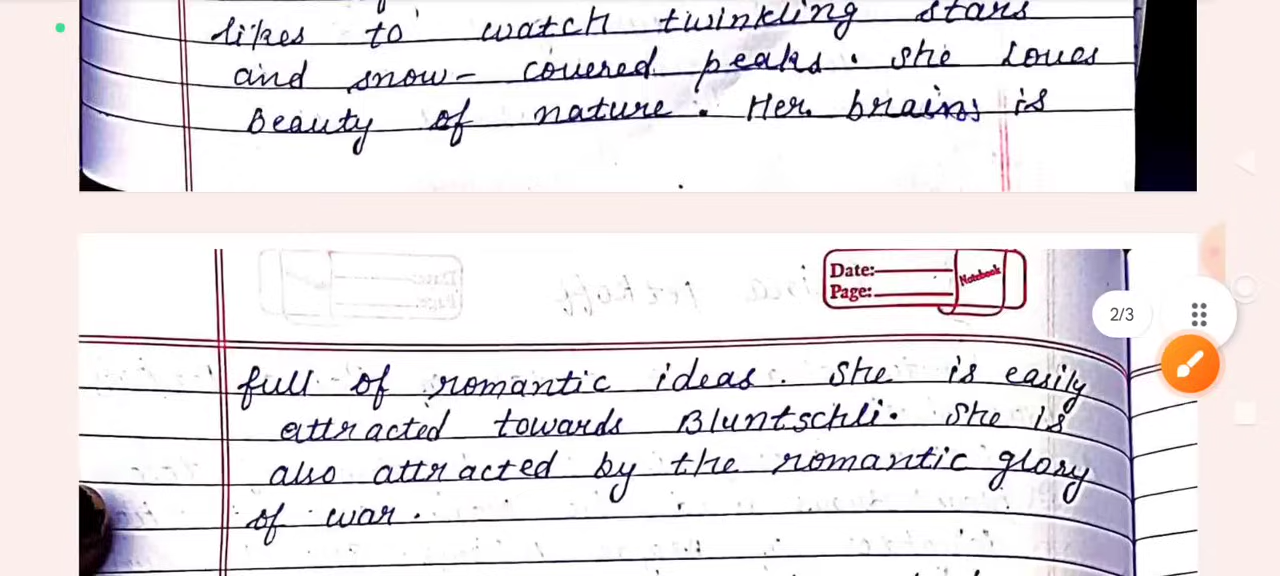 likes to watch twinkling stars
and snow- covered peaks. she loves
Beauty of nature. Her brains is
Date:
Page:
Notebook
2/3
full of romantic ideas. She is easily
attracted towards Bluntschli. She is
also attracted by the romantic glory
of war.